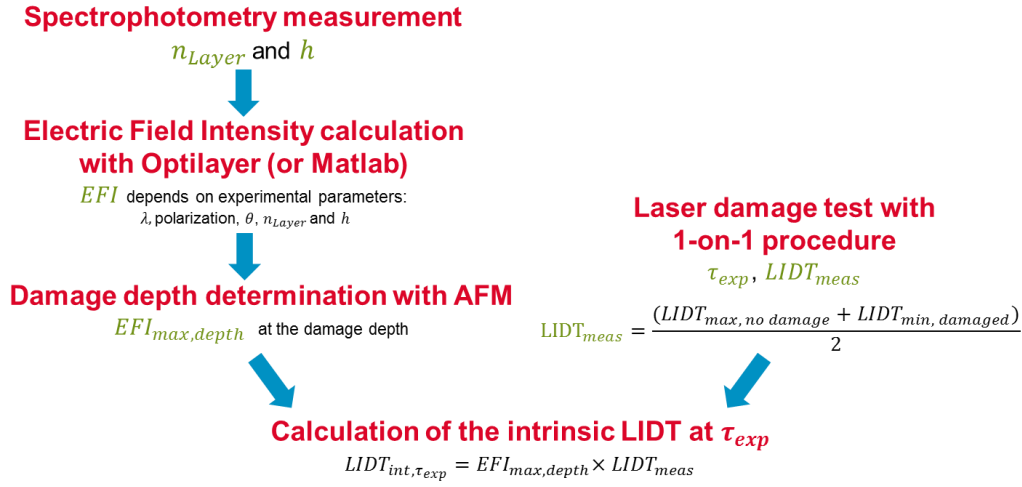 Spectrophotometry measurement
n_Layer and h
Electric Field Intensity calculation
with Optilayer (or Matlab)
EFI depends on experimental parameters:
λ, polarization, θ, n_Layer and h
Damage depth determination with AFM
EFI_max,depth at the damage depth
Laser damage test with
1-on-1 procedure
τ_exp, LIDT_meas
LIDT_meas = (LIDT_max, no damage + LIDT_min, damaged) / 2
Calculation of the intrinsic LIDT at τ_exp
LIDT_int,τ_exp = EFI_max,depth × LIDT_meas